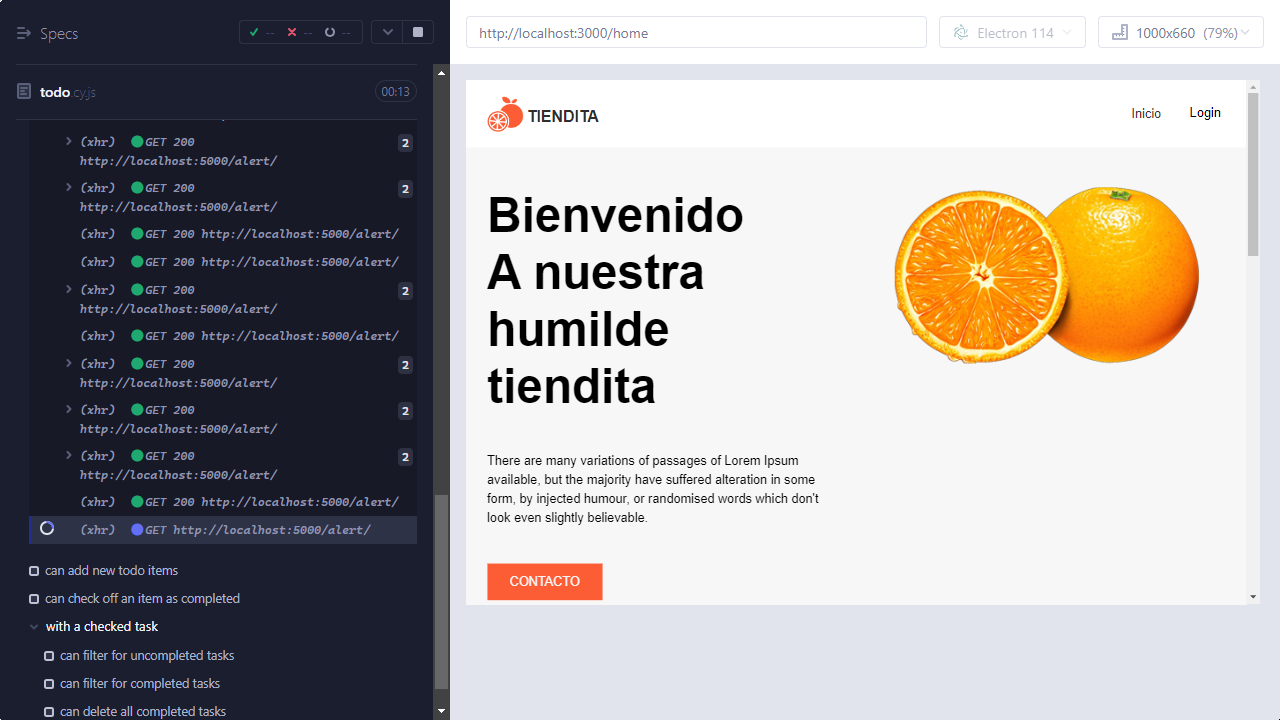 Specs
--
--
--
todo.cy.js
00:13
(xhr) GET 200
http://localhost:5000/alert/
2
(xhr) GET 200
http://localhost:5000/alert/
2
(xhr) GET 200 http://localhost:5000/alert/
(xhr) GET 200 http://localhost:5000/alert/
(xhr) GET 200
http://localhost:5000/alert/
2
(xhr) GET 200 http://localhost:5000/alert/
(xhr) GET 200
http://localhost:5000/alert/
2
(xhr) GET 200
http://localhost:5000/alert/
2
(xhr) GET 200
http://localhost:5000/alert/
2
(xhr) GET 200 http://localhost:5000/alert/
(xhr) GET http://localhost:5000/alert/
can add new todo items
can check off an item as completed
with a checked task
can filter for uncompleted tasks
can filter for completed tasks
can delete all completed tasks
http://localhost:3000/home
Electron 114
1000x660 (79%)
TIENDITA
Inicio
Login
Bienvenido
A nuestra
humilde
tiendita
There are many variations of passages of Lorem Ipsum
available, but the majority have suffered alteration in some
form, by injected humour, or randomised words which don't
look even slightly believable.
CONTACTO